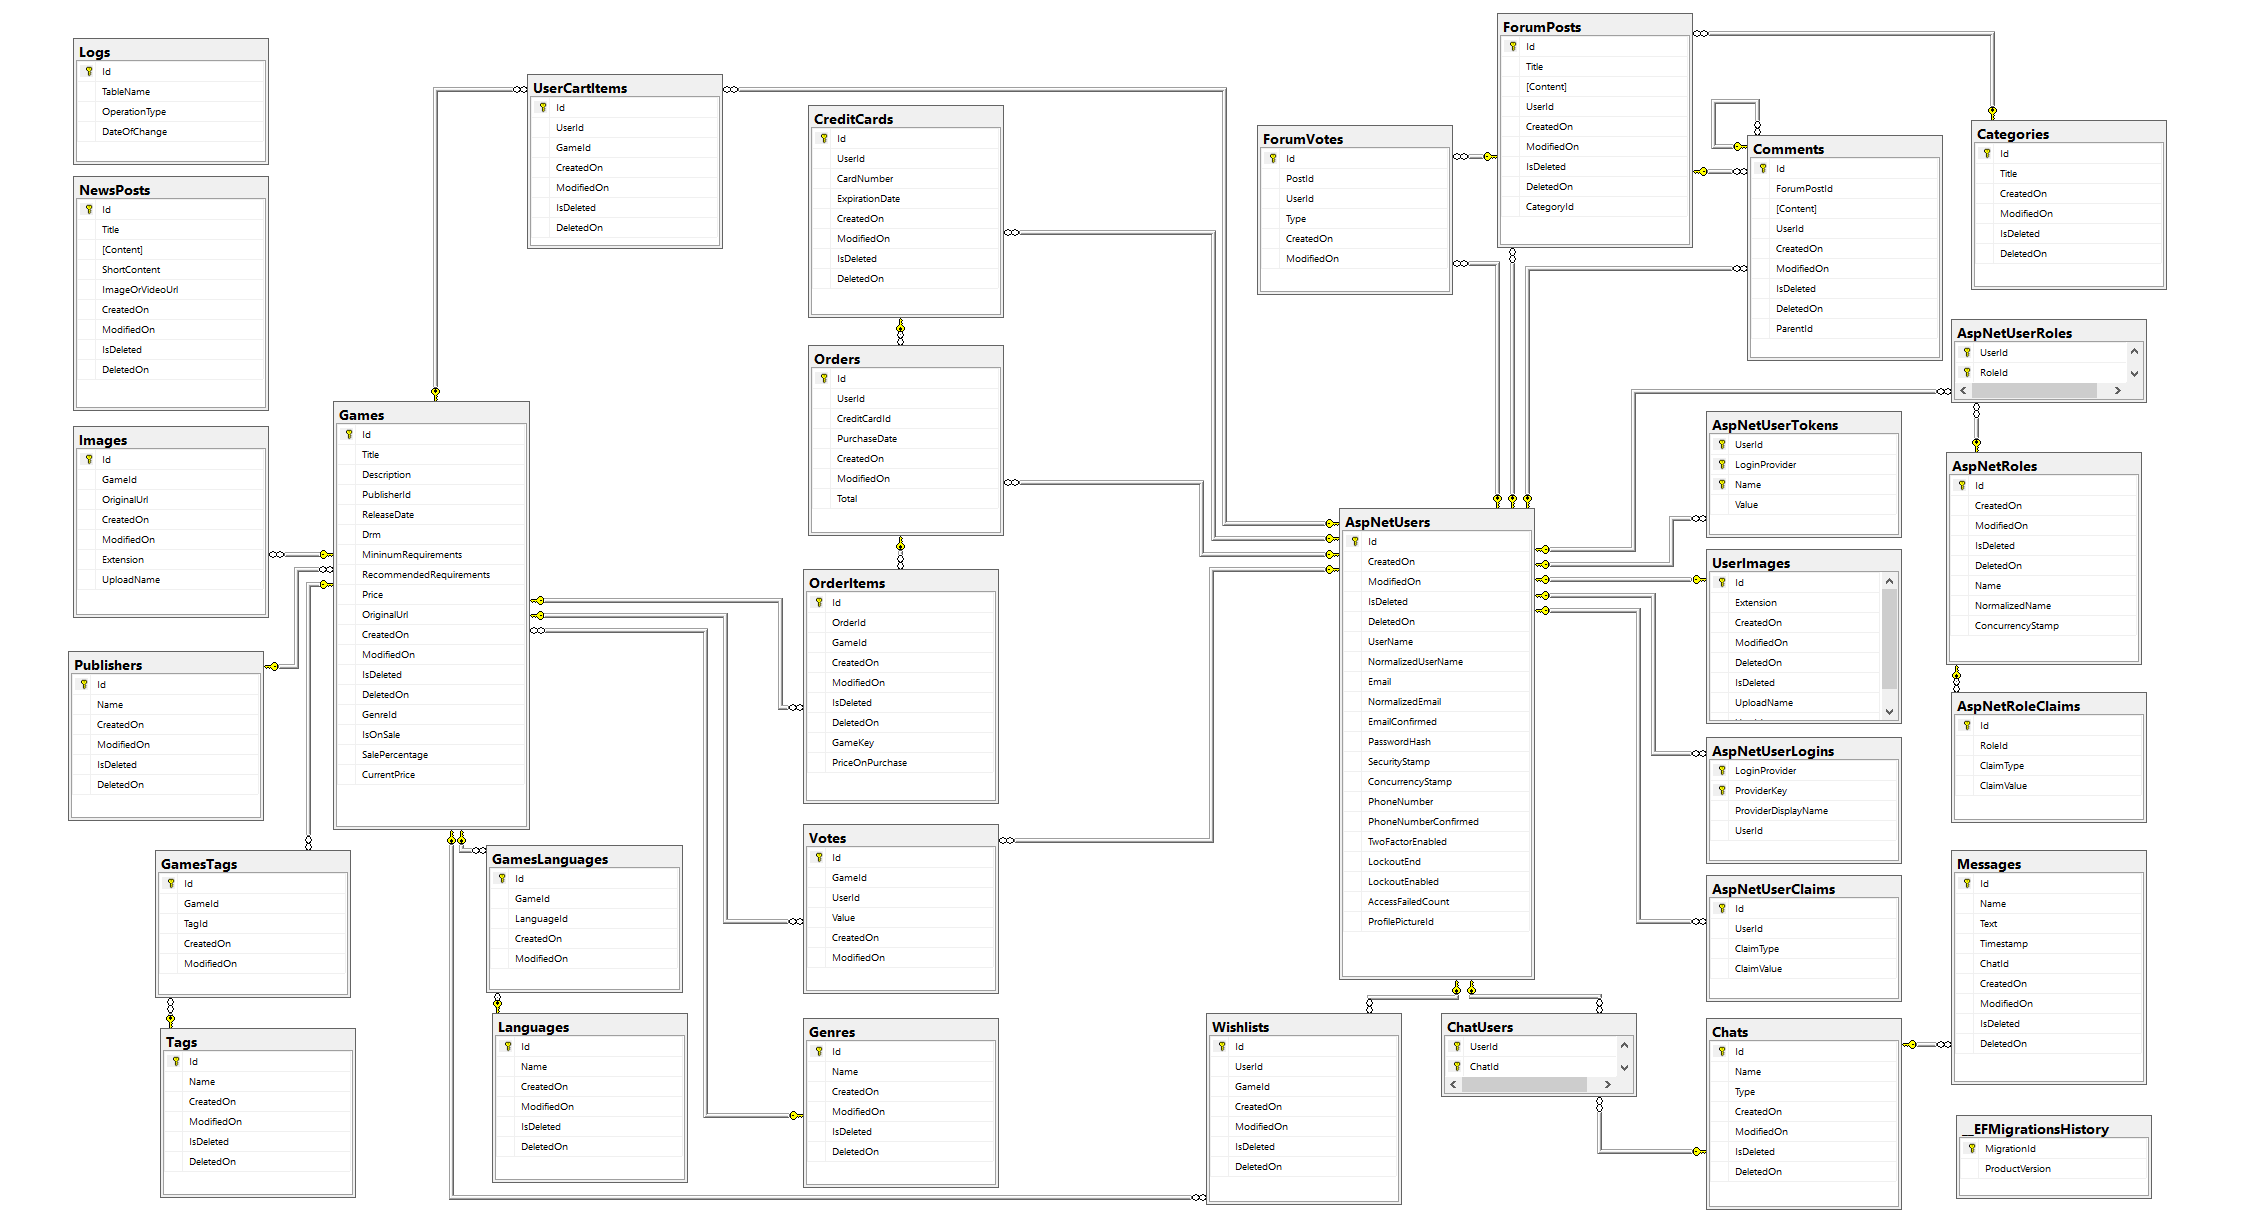 Logs
Id
TableName
OperationType
DateOfChange
NewsPosts
Id
Title
[Content]
ShortContent
ImageOrVideoUrl
CreatedOn
ModifiedOn
IsDeleted
DeletedOn
Images
Id
GameId
OriginalUrl
CreatedOn
ModifiedOn
Extension
UploadName
Publishers
Id
Name
CreatedOn
ModifiedOn
IsDeleted
DeletedOn
GamesTags
Id
GameId
TagId
CreatedOn
ModifiedOn
Tags
Id
Name
CreatedOn
ModifiedOn
IsDeleted
DeletedOn
Games
Id
Title
Description
PublisherId
ReleaseDate
Drm
MininumRequirements
RecommendedRequirements
Price
OriginalUrl
CreatedOn
ModifiedOn
IsDeleted
DeletedOn
GenreId
IsOnSale
SalePercentage
CurrentPrice
GamesLanguages
Id
GameId
LanguageId
CreatedOn
ModifiedOn
Languages
Id
Name
CreatedOn
ModifiedOn
IsDeleted
DeletedOn
UserCartItems
Id
UserId
GameId
CreatedOn
ModifiedOn
IsDeleted
DeletedOn
CreditCards
Id
UserId
CardNumber
ExpirationDate
CreatedOn
ModifiedOn
IsDeleted
DeletedOn
Orders
Id
UserId
CreditCardId
PurchaseDate
CreatedOn
ModifiedOn
Total
OrderItems
Id
OrderId
GameId
CreatedOn
ModifiedOn
IsDeleted
DeletedOn
GameKey
PriceOnPurchase
Votes
Id
GameId
UserId
Value
CreatedOn
ModifiedOn
Genres
Id
Name
CreatedOn
ModifiedOn
IsDeleted
DeletedOn
ForumVotes
Id
PostId
UserId
Type
CreatedOn
ModifiedOn
ForumPosts
Id
Title
[Content]
UserId
CreatedOn
ModifiedOn
IsDeleted
DeletedOn
CategoryId
Comments
Id
ForumPostId
[Content]
UserId
CreatedOn
ModifiedOn
IsDeleted
DeletedOn
ParentId
Categories
Id
Title
CreatedOn
ModifiedOn
IsDeleted
DeletedOn
AspNetUsers
Id
CreatedOn
ModifiedOn
IsDeleted
DeletedOn
UserName
NormalizedUserName
Email
NormalizedEmail
EmailConfirmed
PasswordHash
SecurityStamp
ConcurrencyStamp
PhoneNumber
PhoneNumberConfirmed
TwoFactorEnabled
LockoutEnd
LockoutEnabled
AccessFailedCount
ProfilePictureId
Wishlists
Id
UserId
GameId
CreatedOn
ModifiedOn
IsDeleted
DeletedOn
ChatUsers
UserId
ChatId
AspNetUserTokens
UserId
LoginProvider
Name
Value
UserImages
Id
Extension
CreatedOn
ModifiedOn
DeletedOn
IsDeleted
UploadName
AspNetUserLogins
LoginProvider
ProviderKey
ProviderDisplayName
UserId
AspNetUserClaims
Id
UserId
ClaimType
ClaimValue
Chats
Id
Name
Type
CreatedOn
ModifiedOn
IsDeleted
DeletedOn
AspNetUserRoles
UserId
RoleId
AspNetRoles
Id
CreatedOn
ModifiedOn
IsDeleted
DeletedOn
Name
NormalizedName
ConcurrencyStamp
AspNetRoleClaims
Id
RoleId
ClaimType
ClaimValue
Messages
Id
Name
Text
Timestamp
ChatId
CreatedOn
ModifiedOn
IsDeleted
DeletedOn
__EFMigrationsHistory
MigrationId
ProductVersion